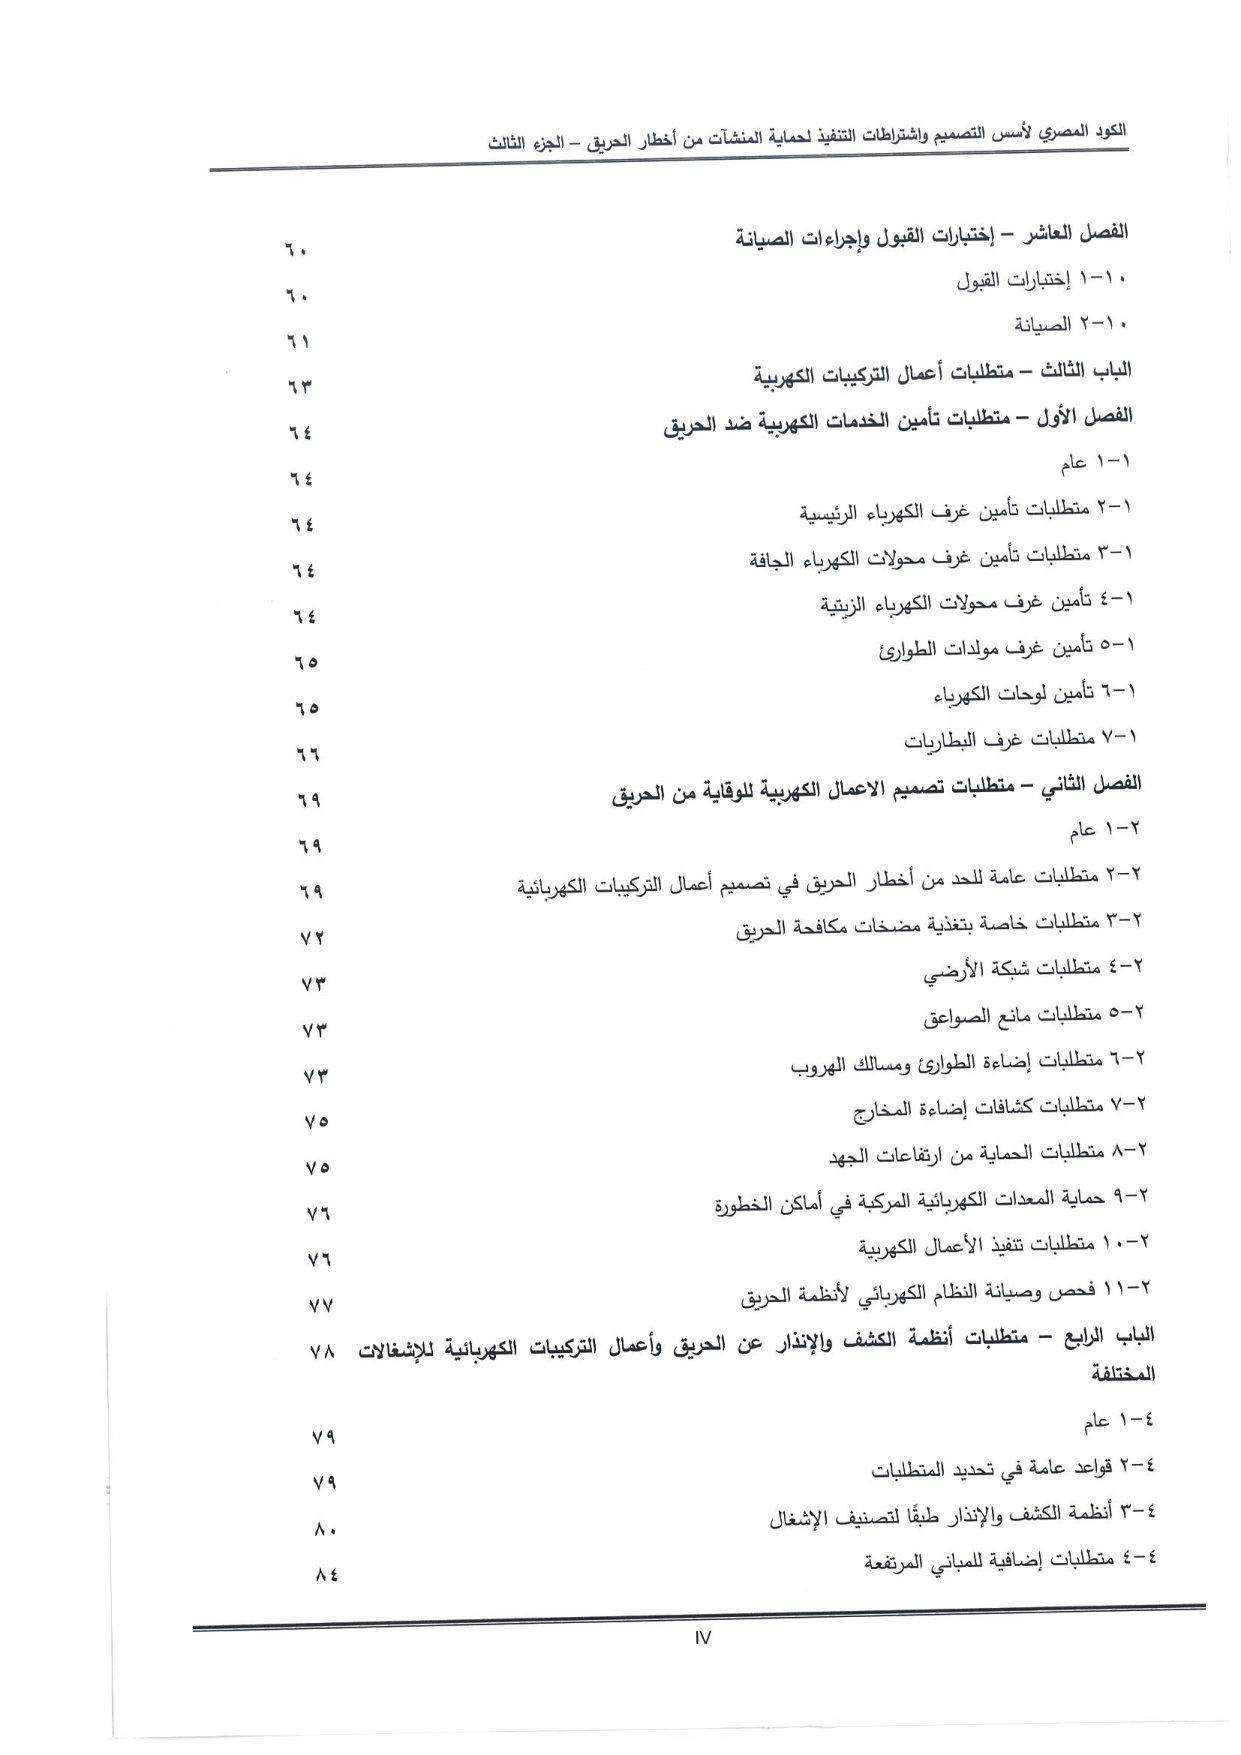 الكود المصري لأسس التصميم واشتراطات التنفيذ لحماية المنشآت من أخطار الحريق – الجزء الثالث
الفصل العاشر – إختبارات القبول وإجراءات الصيانة ٦٠
١٠-١ إختبارات القبول ٦٠
١٠-٢ الصيانة ٦١
الباب الثالث – متطلبات أعمال التركيبات الكهربية ٦٣
الفصل الأول – متطلبات تأمين الخدمات الكهربية ضد الحريق ٦٤
١-١ عام ٦٤
١-٢ متطلبات تأمين غرف الكهرباء الرئيسية ٦٤
١-٣ متطلبات تأمين غرف محولات الكهرباء الجافة ٦٤
١-٤ تأمين غرف محولات الكهرباء الزيتية ٦٤
١-٥ تأمين غرف مولدات الطوارئ ٦٥
١-٦ تأمين لوحات الكهرباء ٦٥
١-٧ متطلبات غرف البطاريات ٦٦
الفصل الثاني – متطلبات تصميم الاعمال الكهربية للوقاية من الحريق ٦٩
٢-١ عام ٦٩
٢-٢ متطلبات عامة للحد من أخطار الحريق في تصميم أعمال التركيبات الكهربائية ٦٩
٢-٣ متطلبات خاصة بتغذية مضخات مكافحة الحريق ٧٢
٢-٤ متطلبات شبكة الأرضي ٧٣
٢-٥ متطلبات مانع الصواعق ٧٣
٢-٦ متطلبات إضاءة الطوارئ ومسالك الهروب ٧٣
٢-٧ متطلبات كشافات إضاءة المخارج ٧٥
٢-٨ متطلبات الحماية من ارتفاعات الجهد ٧٥
٢-٩ حماية المعدات الكهربائية المركبة في أماكن الخطورة ٧٦
٢-١٠ متطلبات تنفيذ الأعمال الكهربية ٧٦
٢-١١ فحص وصيانة النظام الكهربائي لأنظمة الحريق ٧٧
الباب الرابع – متطلبات أنظمة الكشف والإنذار عن الحريق وأعمال التركيبات الكهربائية للإشغالات ٧٨
المختلفة
٤-١ عام ٧٩
٤-٢ قواعد عامة في تحديد المتطلبات ٧٩
٤-٣ أنظمة الكشف والإنذار طبقًا لتصنيف الإشغال ٨٠
٤-٤ متطلبات إضافية للمباني المرتفعة ٨٤
IV